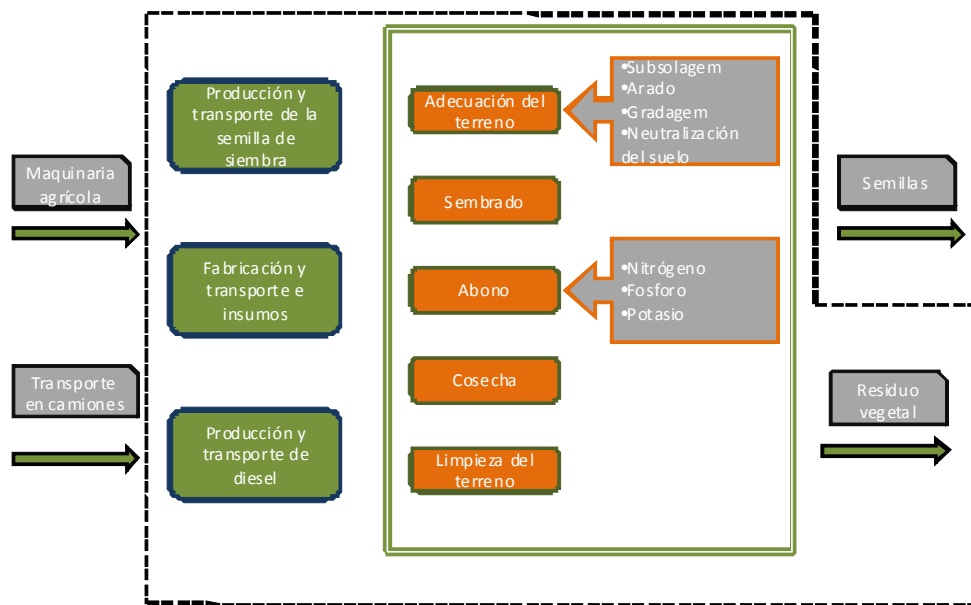 Maquinaria
agrícola
Transporte
en camiones
Producción y
transporte de la
semilla de
siembra
Fabricación y
transporte e
insumos
Producción y
transporte de
diesel
Adecuación del
terreno
Sembrado
Abono
Cosecha
Limpieza del
terreno
•Subsolagem
•Arado
•Gradagem
•Neutralización
del suelo
•Nitrógeno
•Fosforo
•Potasio
Semillas
Residuo
vegetal